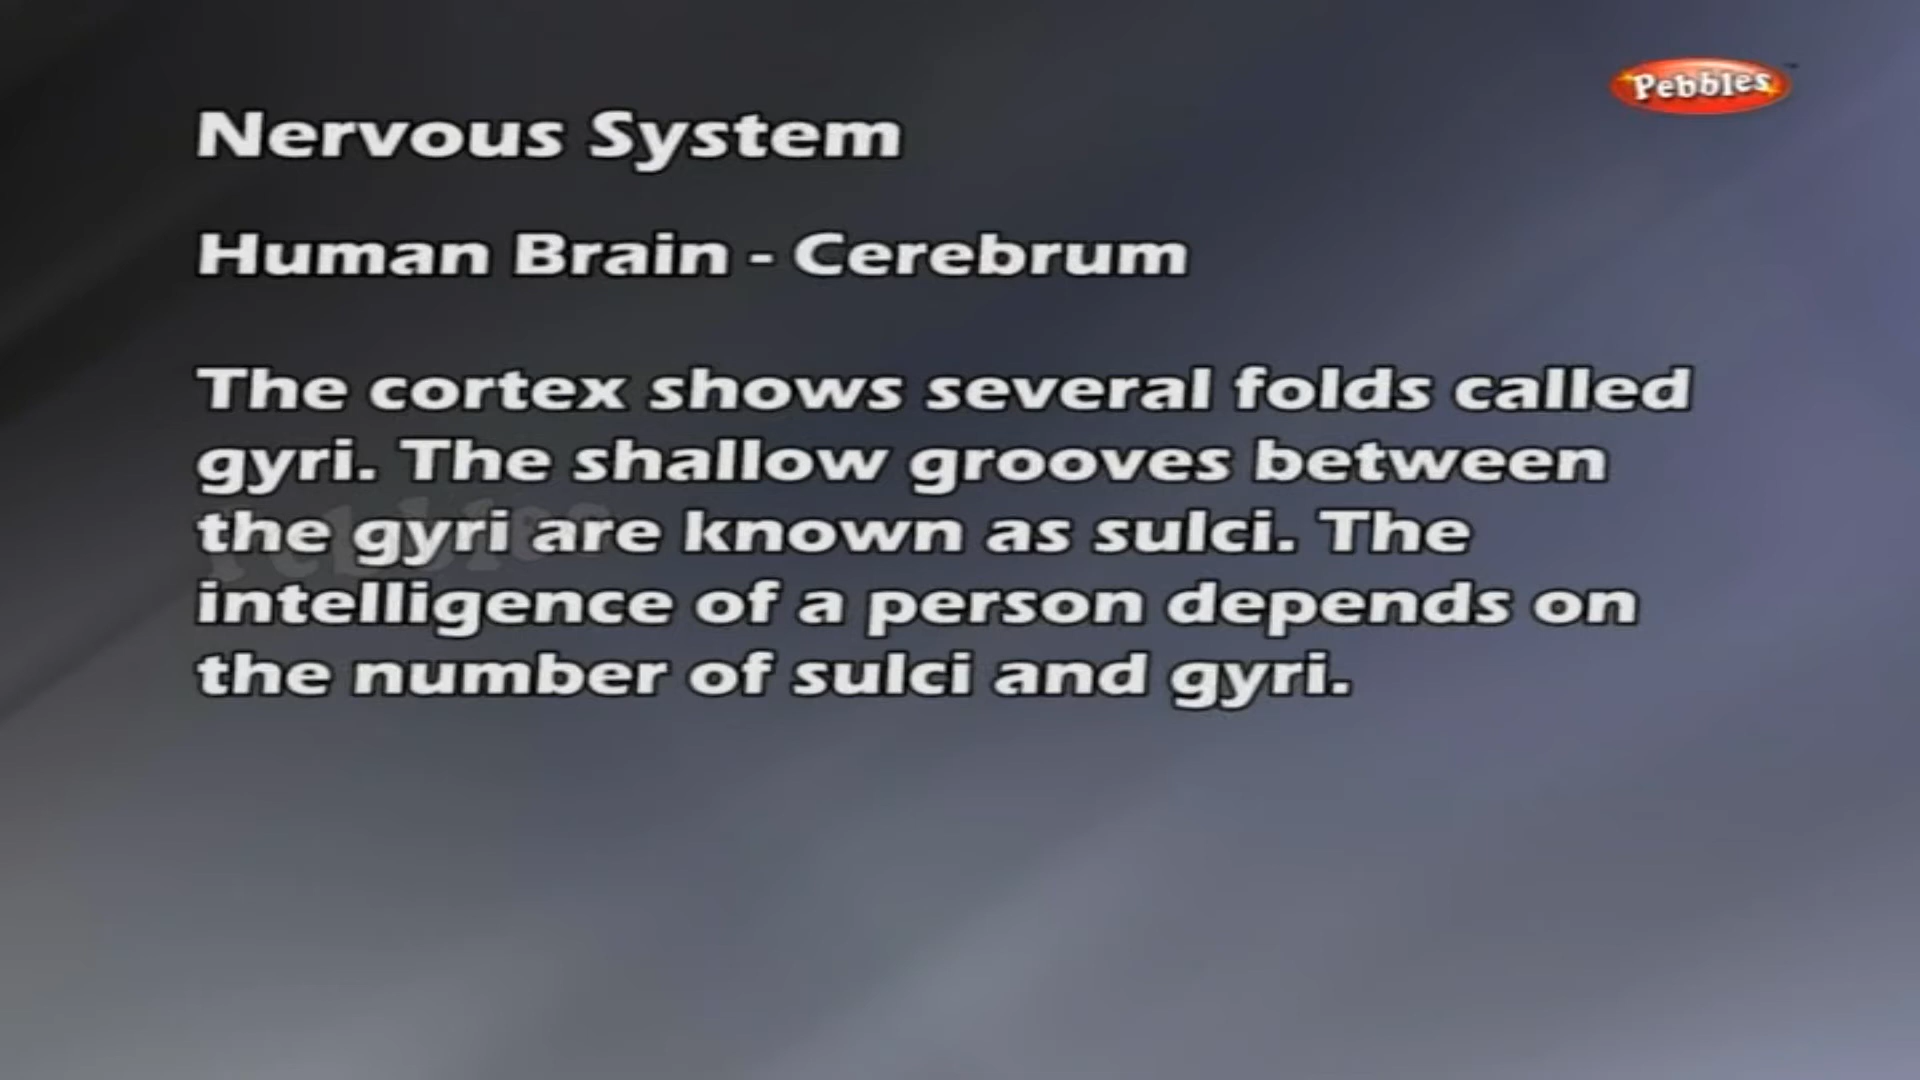 Pebbles
Nervous System
Human Brain - Cerebrum
The cortex shows several folds called
gyri. The shallow grooves between
the gyri are known as sulci. The
intelligence of a person depends on
the number of sulci and gyri.
Pebbles